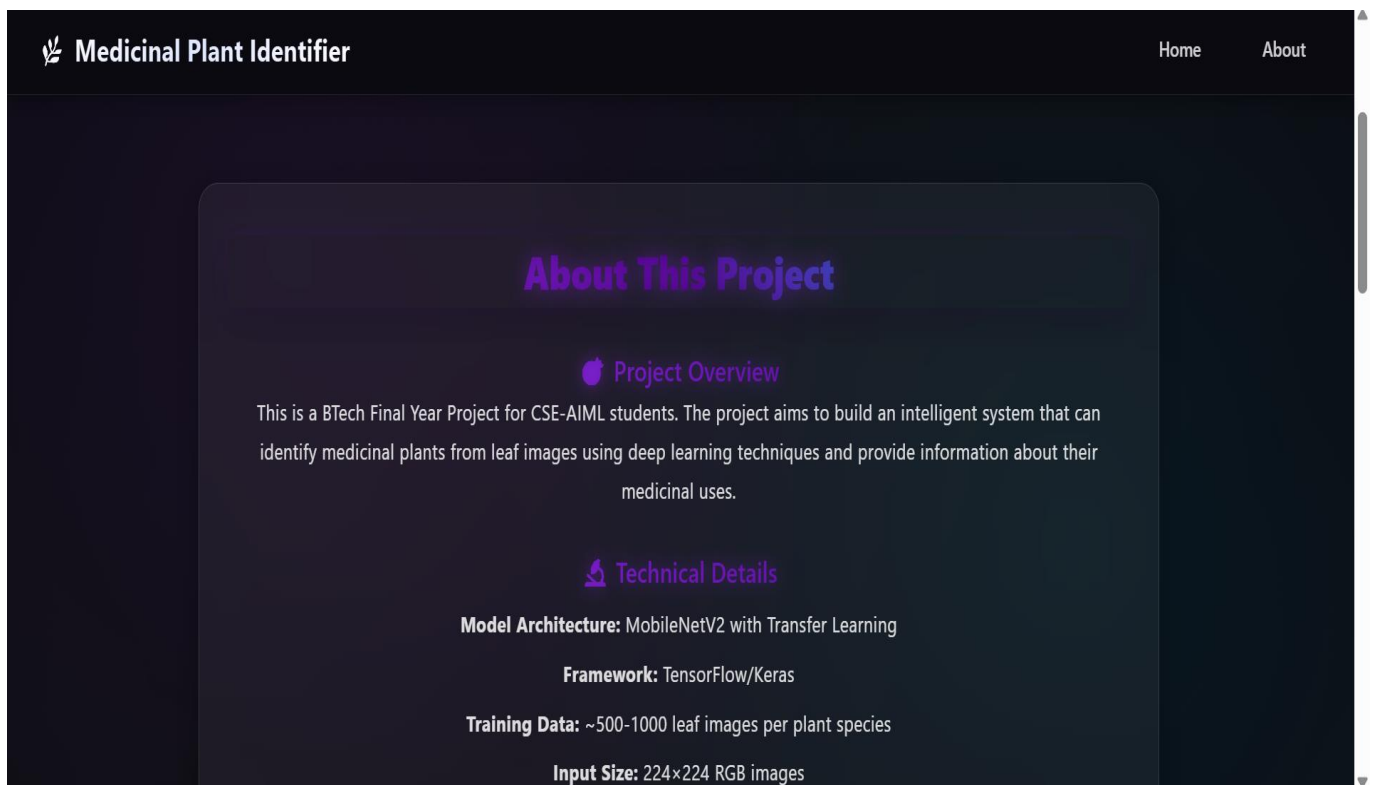 Medicinal Plant Identifier
Home
About
About This Project
Project Overview
This is a BTech Final Year Project for CSE-AIML students. The project aims to build an intelligent system that can
identify medicinal plants from leaf images using deep learning techniques and provide information about their
medicinal uses.
Technical Details
Model Architecture: MobileNetV2 with Transfer Learning
Framework: TensorFlow/Keras
Training Data: ~500-1000 leaf images per plant species
Input Size: 224×224 RGB images